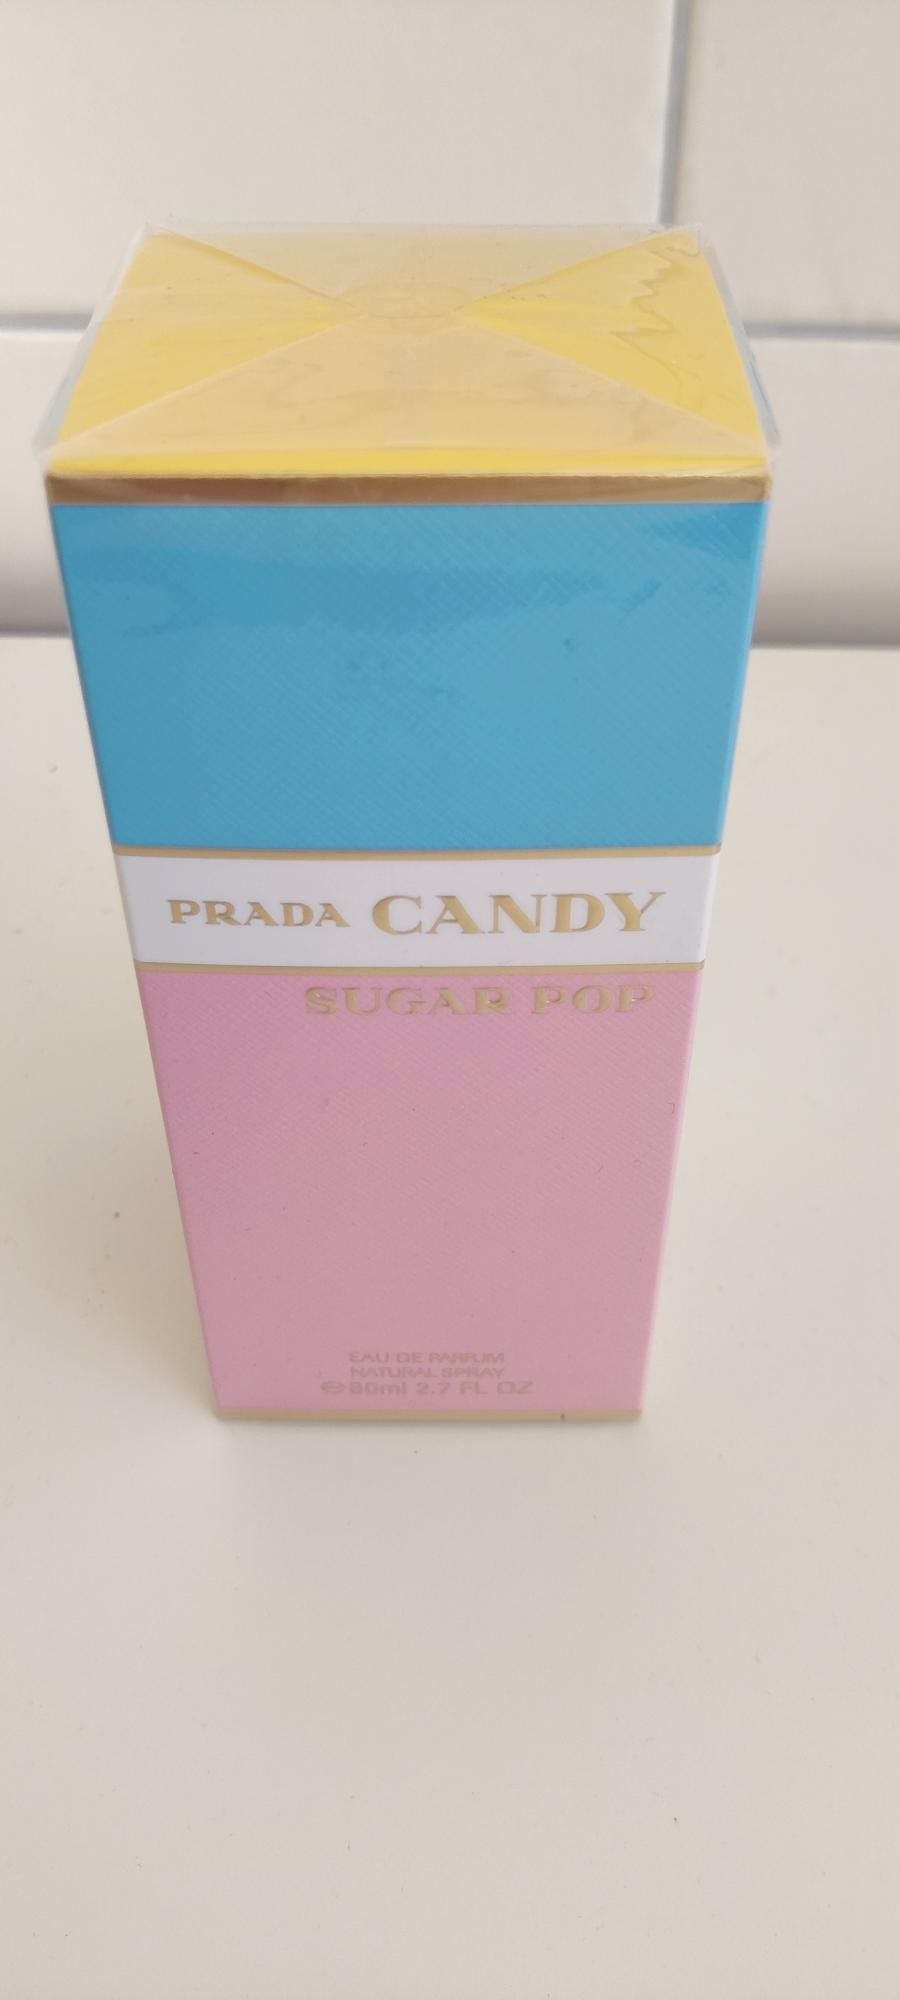 PRADA CANDY
SUGAR POP
EAU DE PARFUM
NATURAL SPRAY
℮ 80ml 2.7 FL OZ